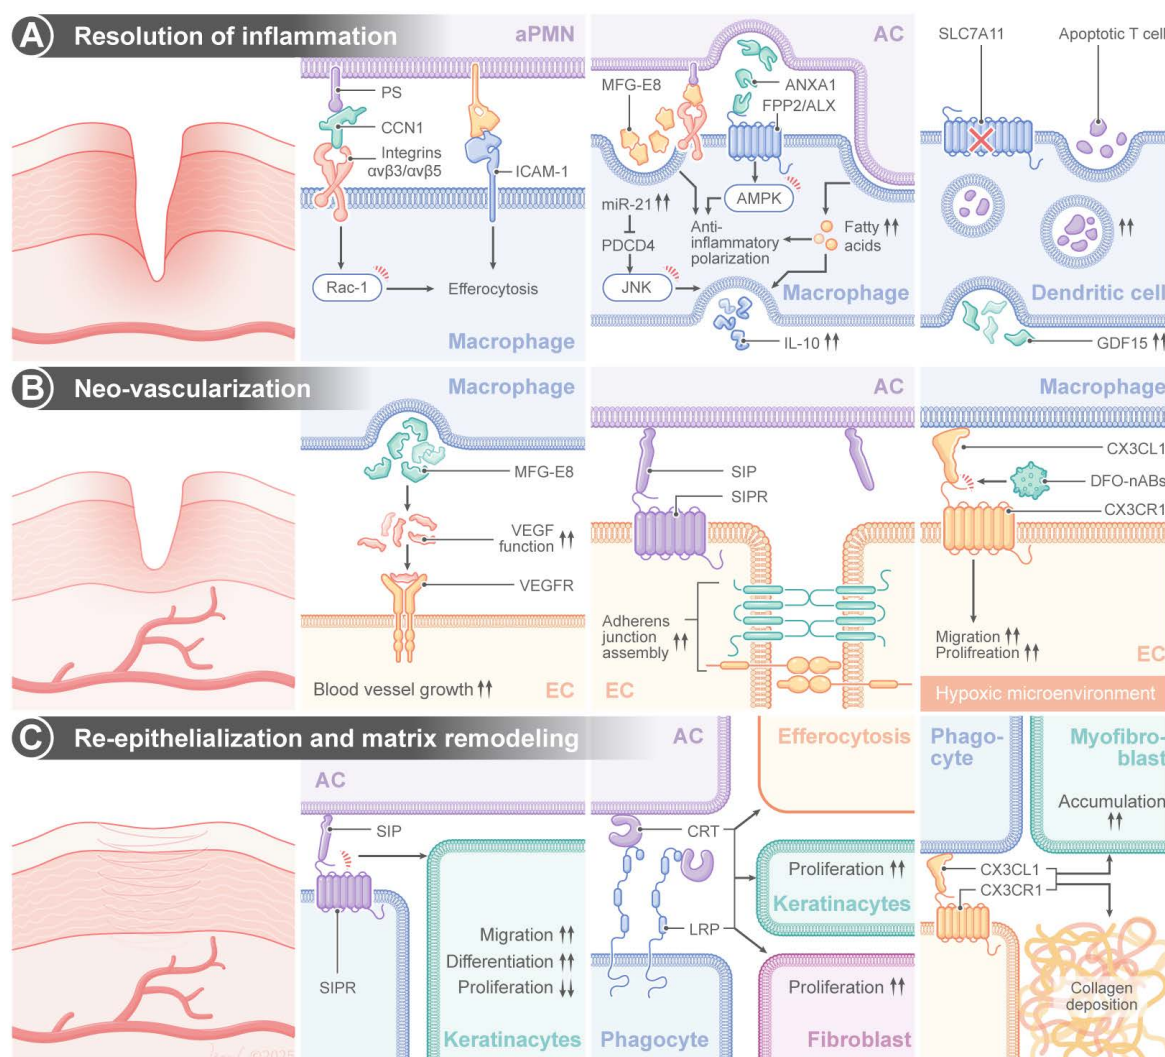 A Resolution of inflammation
aPMN
PS
CCN1
Integrins
αvβ3/αvβ5
ICAM-1
Rac-1
Efferocytosis
Macrophage
AC
MFG-E8
ANXA1
FPP2/ALX
miR-21
AMPK
PDCD4
Anti-
inflammatory
polarization
Fatty
acids
JNK
Macrophage
IL-10
SLC7A11
Apoptotic T cell
Dendritic cell
GDF15
B Neo-vascularization
Macrophage
MFG-E8
VEGF
function
VEGFR
Blood vessel growth
EC
AC
SIP
SIPR
Adherens
junction
assembly
EC
Macrophage
CX3CL1
DFO-nABs
CX3CR1
Migration
Prolifreation
EC
Hypoxic microenvironment
C Re-epithelialization and matrix remodeling
AC
SIP
SIPR
Migration
Differentiation
Proliferation
Keratinacytes
AC
Efferocytosis
CRT
Proliferation
Keratinacytes
LRP
Proliferation
Phagocyte
Fibroblast
Phago-
cyte
Myofibro-
blast
Accumulation
CX3CL1
CX3CR1
Collagen
deposition
©2025